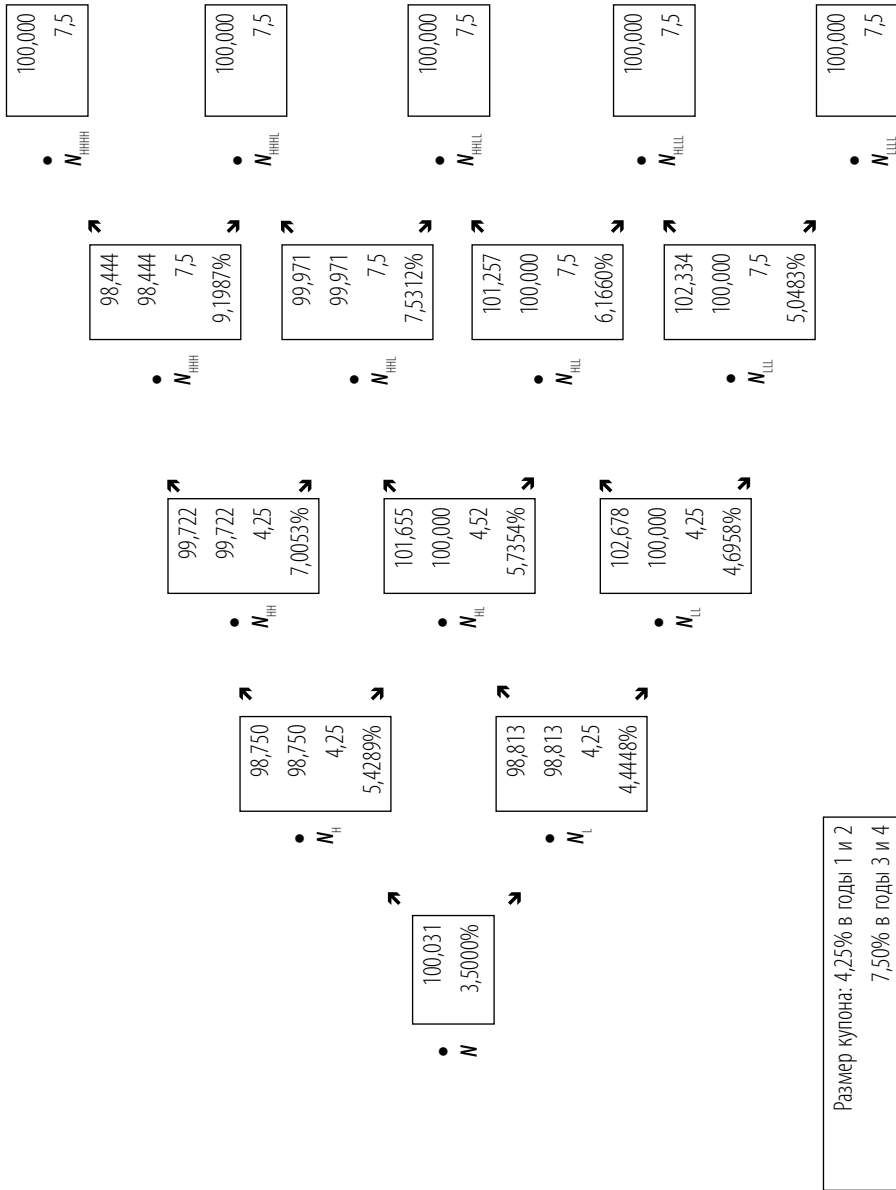 • N
100,031
3,5000%
• N_H
98,750
98,750
4,25
5,4289%
• N_L
98,813
98,813
4,25
4,4448%
• N_HH
99,722
99,722
4,25
7,0053%
• N_HL
101,655
100,000
4,52
5,7354%
• N_LL
102,678
100,000
4,25
4,6958%
• N_HHH
98,444
98,444
7,5
9,1987%
• N_HHL
99,971
99,971
7,5
7,5312%
• N_HLL
101,257
100,000
7,5
6,1660%
• N_LLL
102,334
100,000
7,5
5,0483%
• N_HHHH
100,000
7,5
• N_HHHL
100,000
7,5
• N_HHLL
100,000
7,5
• N_HLLL
100,000
7,5
• N_LLLL
100,000
7,5
Размер купона: 4,25% в годы 1 и 2
7,50% в годы 3 и 4